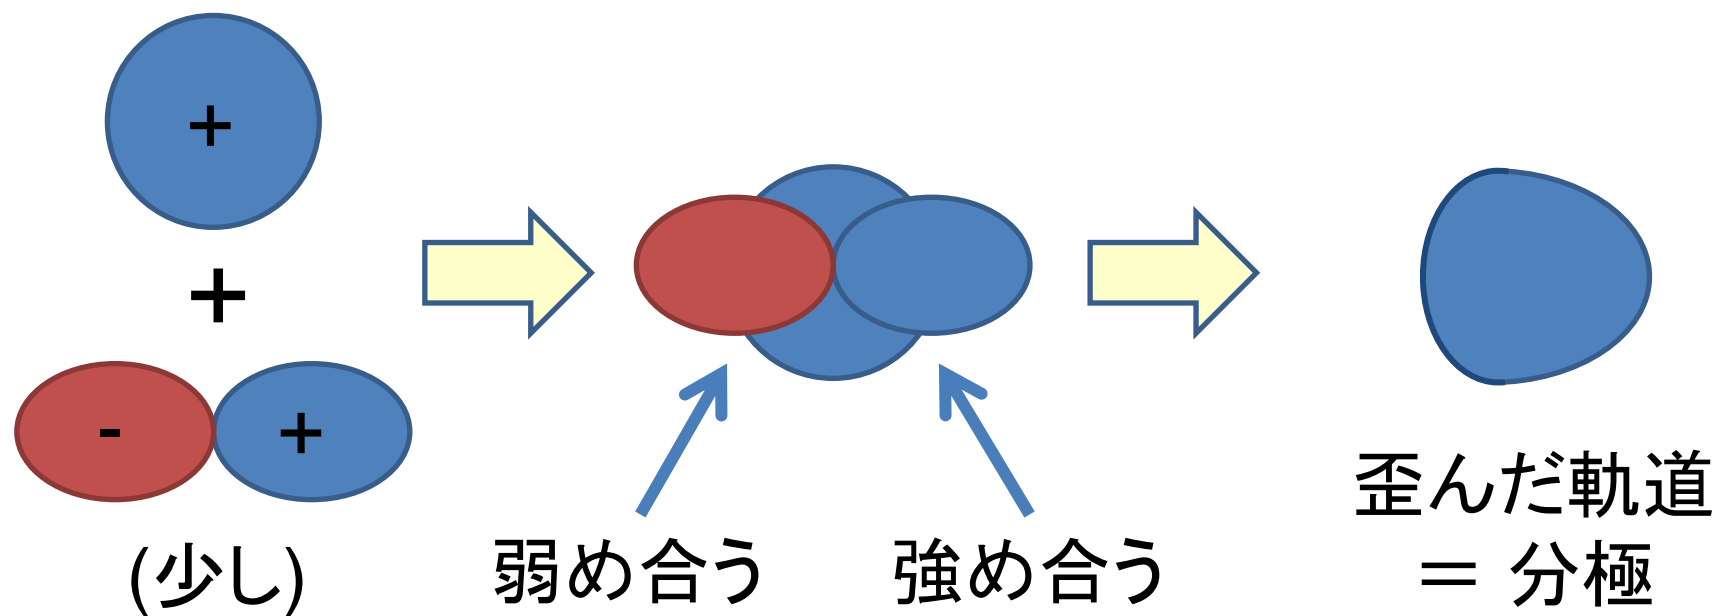 +
+
- +
(少し)
弱め合う
強め合う
歪んだ軌道
= 分極